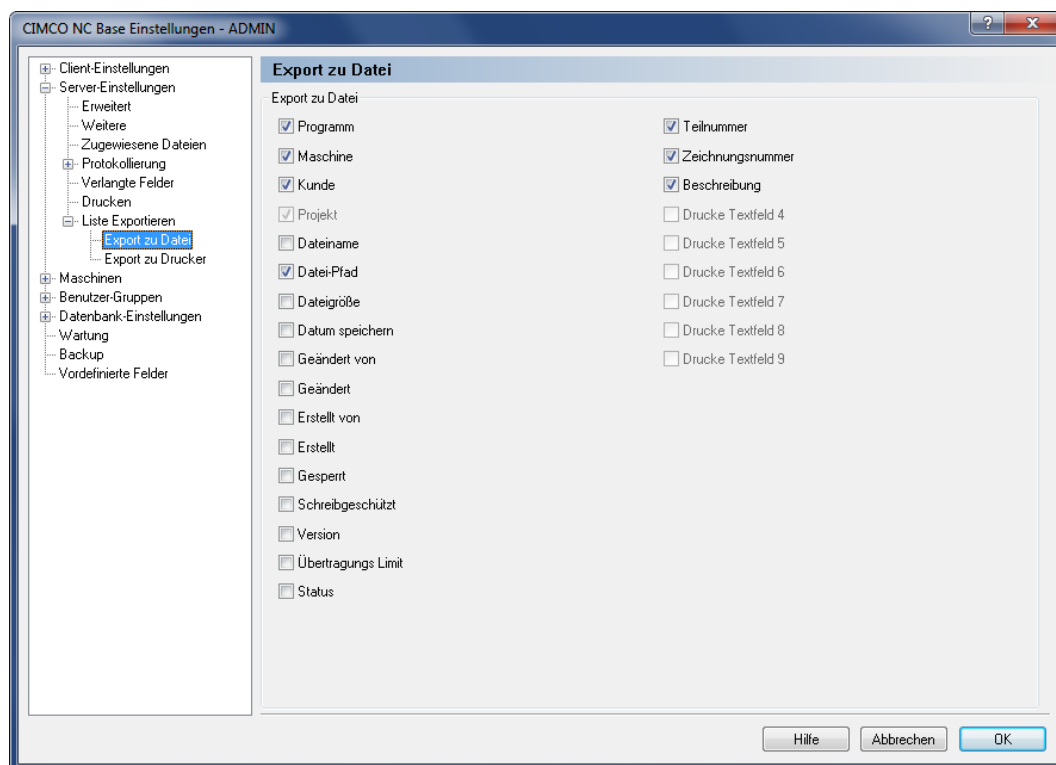 CIMCO NC Base Einstellungen - ADMIN
Client-Einstellungen
Server-Einstellungen
Erweitert
Weitere
Zugewiesene Dateien
Protokollierung
Verlangte Felder
Drucken
Liste Exportieren
Export zu Datei
Export zu Drucker
Maschinen
Benutzer-Gruppen
Datenbank-Einstellungen
Wartung
Backup
Vordefinierte Felder
Export zu Datei
Export zu Datei
Programm
Maschine
Kunde
Projekt
Dateiname
Datei-Pfad
Dateigröße
Datum speichern
Geändert von
Geändert
Erstellt von
Erstellt
Gesperrt
Schreibgeschützt
Version
Übertragungs Limit
Status
Teilnummer
Zeichnungsnummer
Beschreibung
Drucke Textfeld 4
Drucke Textfeld 5
Drucke Textfeld 6
Drucke Textfeld 7
Drucke Textfeld 8
Drucke Textfeld 9
Hilfe
Abbrechen
OK